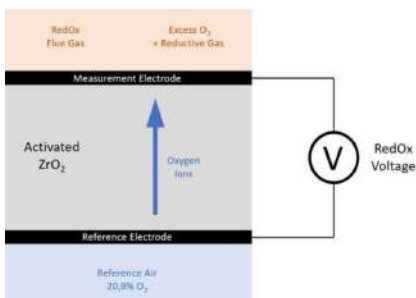 RedOx
Flue Gas
Excess O₂
+ Reductive Gas
Measurement Electrode
Activated
ZrO₂
Oxygen
Ions
V
RedOx
Voltage
Reference Electrode
Reference Air
20,9% O₂